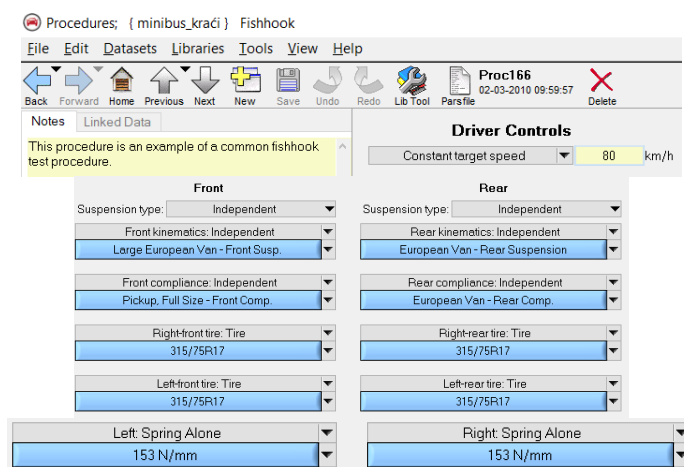 Procedures; { minibus_kraći } Fishhook
File Edit Datasets Libraries Tools View Help
Back Forward Home Previous Next New Save Undo Redo Lib Tool Parsfile Proc166 02-03-2010 09:59:57 Delete
Notes Linked Data
This procedure is an example of a common fishhook
test procedure.
Driver Controls
Constant target speed 80 km/h
Front Rear
Suspension type: Independent Suspension type: Independent
Front kinematics: Independent Rear kinematics: Independent
Large European Van - Front Susp. European Van - Rear Suspension
Front compliance: Independent Rear compliance: Independent
Pickup, Full Size - Front Comp. European Van - Rear Comp.
Right-front tire: Tire Right-rear tire: Tire
315/75R17 315/75R17
Left-front tire: Tire Left-rear tire: Tire
315/75R17 315/75R17
Left: Spring Alone Right: Spring Alone
153 N/mm 153 N/mm